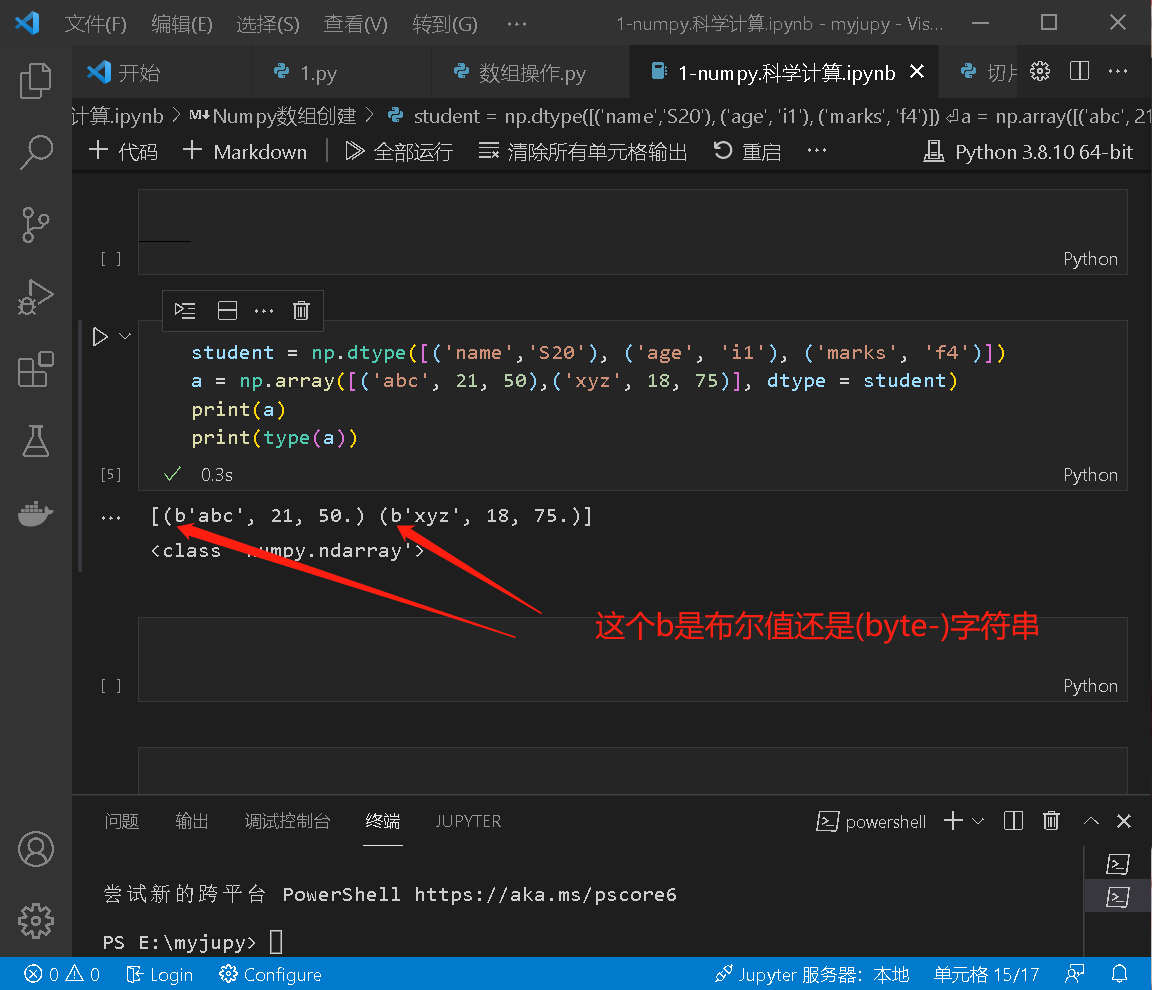 文件(F) 编辑(E) 选择(S) 查看(V) 转到(G) ··· 1-numpy.科学计算.ipynb - myjupy - Vis...
开始 1.py 数组操作.py 1-numpy.科学计算.ipynb 切片 ···
计算.ipynb > M↓Numpy数组创建 > student = np.dtype([('name','S20'), ('age', 'i1'), ('marks', 'f4')]) ⏎a = np.array([('abc', 21
代码 Markdown 全部运行 清除所有单元格输出 重启 ··· Python 3.8.10 64-bit
[ ] Python
student = np.dtype([('name','S20'), ('age', 'i1'), ('marks', 'f4')])
a = np.array([('abc', 21, 50),('xyz', 18, 75)], dtype = student)
print(a)
print(type(a))
[5] 0.3s Python
··· [(b'abc', 21, 50.) (b'xyz', 18, 75.)]
<class 'numpy.ndarray'>
这个b是布尔值还是(byte-)字符串
[ ] Python
问题 输出 调试控制台 终端 JUPYTER powershell
尝试新的跨平台 PowerShell https://aka.ms/pscore6
PS E:\myjupy>
0 0 Login Configure Jupyter 服务器: 本地 单元格 15/17